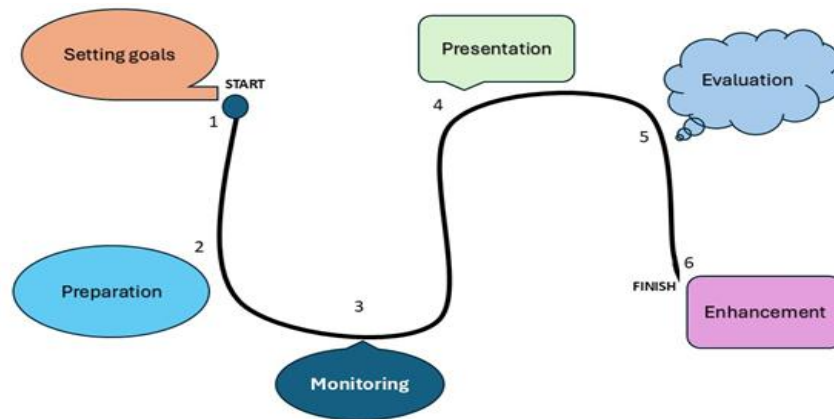 Setting goals
START
1
2
Preparation
3
Monitoring
Presentation
4
Evaluation
5
6
FINISH
Enhancement